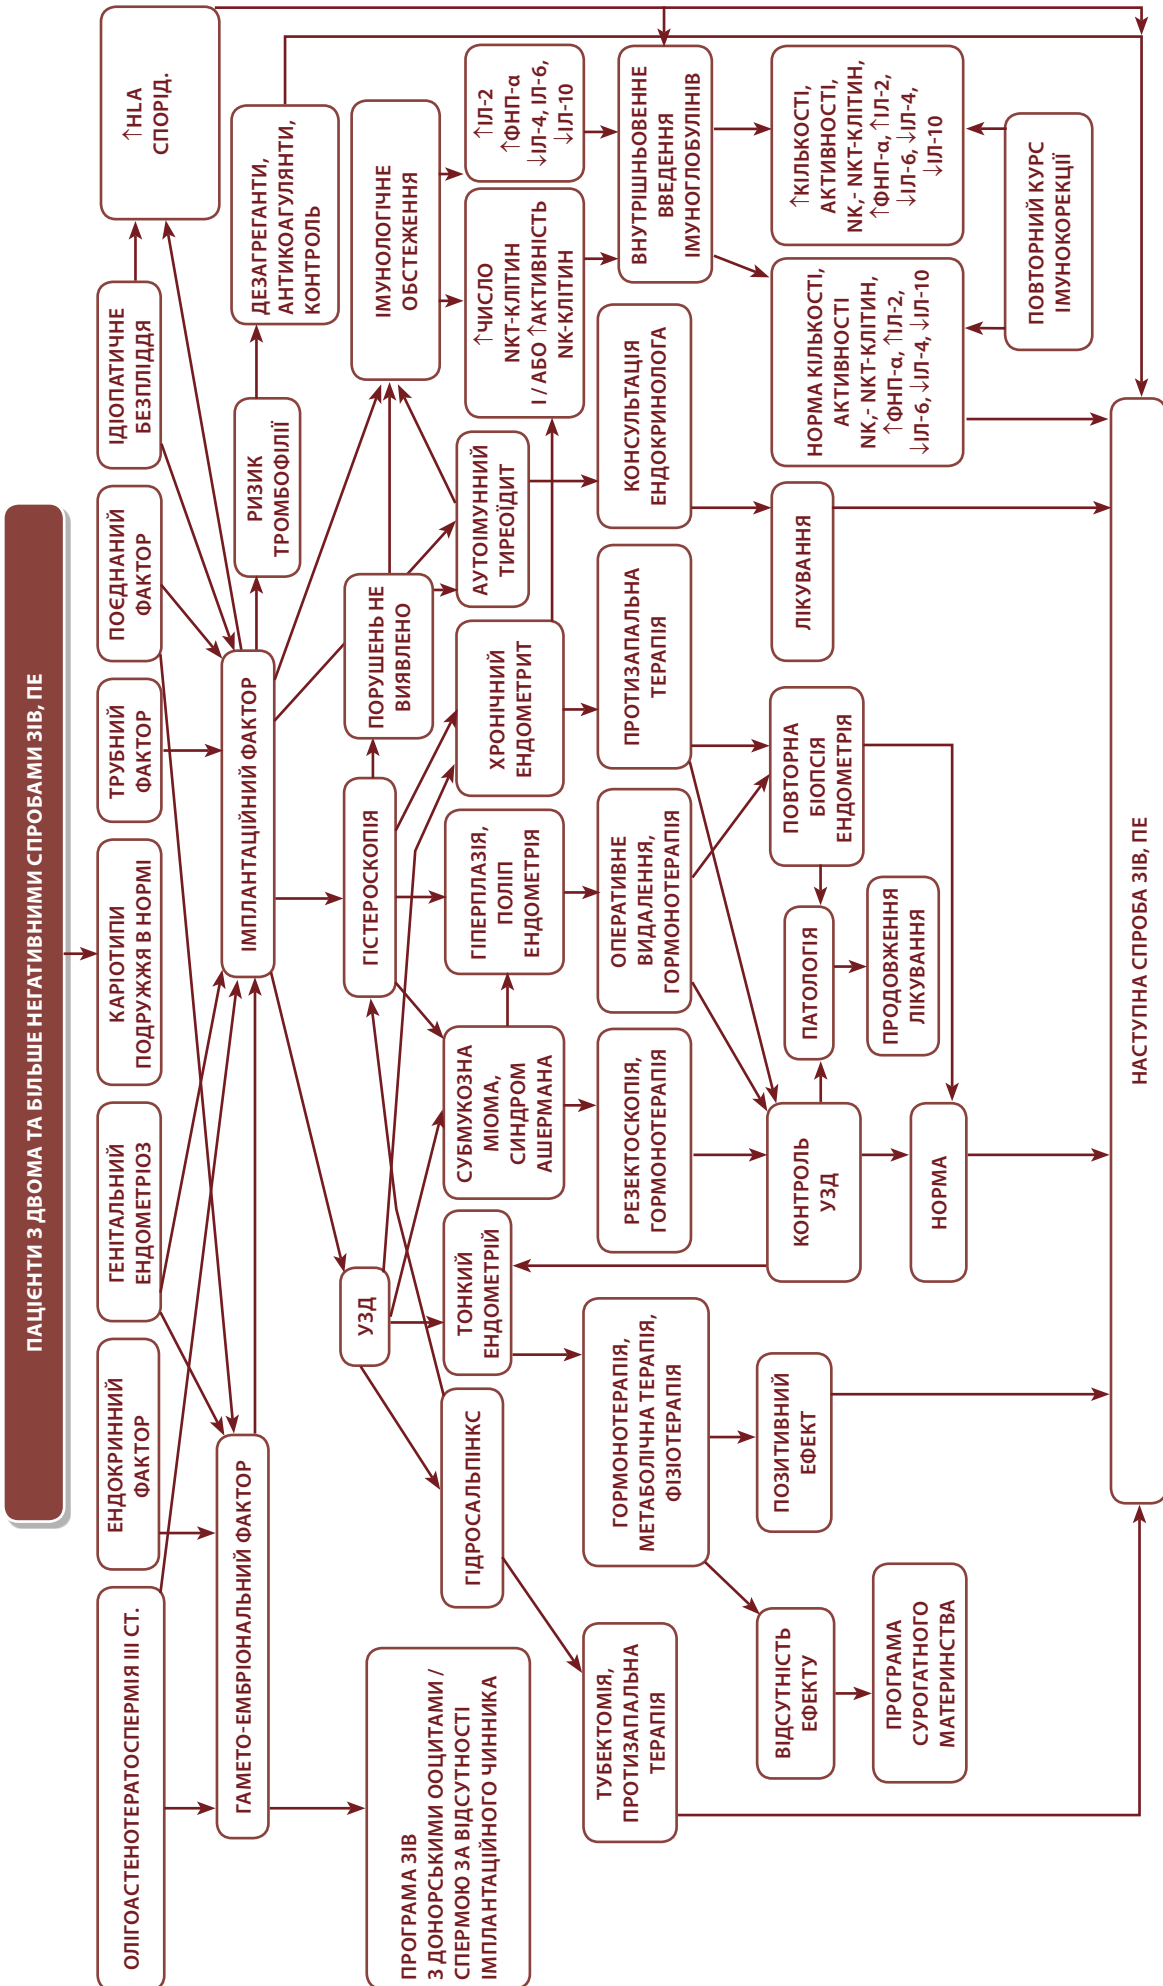 ПАЦІЄНТИ З ДВОМА ТА БІЛЬШЕ НЕГАТИВНИМИ СПРОБАМИ ЗІВ, ПЕ
ОЛІГОАСТЕНОТЕРАТОСПЕРМІЯ III СТ.
ЕНДОКРИННИЙ
ФАКТОР
ГЕНІТАЛЬНИЙ
ЕНДОМЕТРІОЗ
КАРІОТИПИ
ПОДРУЖЖЯ В НОРМІ
ТРУБНИЙ
ФАКТОР
ПОЄДНАНИЙ
ФАКТОР
ІДІОПАТИЧНЕ
БЕЗПЛІДДЯ
↑HLA
СПОРІД.
ГАМЕТО-ЕМБРІОНАЛЬНИЙ ФАКТОР
ІМПЛАНТАЦІЙНИЙ ФАКТОР
РИЗИК
ТРОМБОФІЛІЇ
ДЕЗАГРЕГАНТИ,
АНТИКОАГУЛЯНТИ,
КОНТРОЛЬ
ПРОГРАМА ЗІВ
З ДОНОРСЬКИМИ ООЦИТАМИ /
СПЕРМОЮ ЗА ВІДСУТНОСТІ
ІМПЛАНТАЦІЙНОГО ЧИННИКА
УЗД
ГІСТЕРОСКОПІЯ
ПОРУШЕНЬ НЕ
ВИЯВЛЕНО
ІМУНОЛОГІЧНЕ
ОБСТЕЖЕННЯ
ГІДРОСАЛЬПІНКС
ТОНКИЙ
ЕНДОМЕТРІЙ
СУБМУКОЗНА
МІОМА,
СИНДРОМ
АШЕРМАНА
ГІПЕРПЛАЗІЯ,
ПОЛІП
ЕНДОМЕТРІЯ
ХРОНІЧНИЙ
ЕНДОМЕТРИТ
АУТОІМУННИЙ
ТИРЕОЇДИТ
↑ЧИСЛО
NKT-КЛІТИН
І / АБО ↑АКТИВНІСТЬ
NK-КЛІТИН
↑ІЛ-2
↑ФНП-α
↓ІЛ-4, ІЛ-6,
↓ІЛ-10
ТУБЕКТОМІЯ,
ПРОТИЗАПАЛЬНА
ТЕРАПІЯ
ГОРМОНОТЕРАПІЯ,
МЕТАБОЛІЧНА ТЕРАПІЯ,
ФІЗІОТЕРАПІЯ
РЕЗЕКТОСКОПІЯ,
ГОРМОНОТЕРАПІЯ
ОПЕРАТИВНЕ
ВИДАЛЕННЯ,
ГОРМОНОТЕРАПІЯ
ПРОТИЗАПАЛЬНА
ТЕРАПІЯ
КОНСУЛЬТАЦІЯ
ЕНДОКРИНОЛОГА
ВНУТРІШНЬОВЕННЕ
ВВЕДЕННЯ
ІМУНОГЛОБУЛІНІВ
ВІДСУТНІСТЬ
ЕФЕКТУ
ПОЗИТИВНИЙ
ЕФЕКТ
КОНТРОЛЬ
УЗД
ПАТОЛОГІЯ
ПОВТОРНА
БІОПСІЯ
ЕНДОМЕТРІЯ
ЛІКУВАННЯ
НОРМА КІЛЬКОСТІ,
АКТИВНОСТІ
NK,- NKT-КЛІТИН,
↑ФНП-α, ↑ІЛ-2,
↓ІЛ-6, ↓ІЛ-4, ↓ІЛ-10
↑КІЛЬКОСТІ,
АКТИВНОСТІ,
NK,- NKT-КЛІТИН,
↑ФНП-α, ↑ІЛ-2,
↓ІЛ-6, ↓ІЛ-4,
↓ІЛ-10
ПРОГРАМА
СУРОГАТНОГО
МАТЕРИНСТВА
НОРМА
ПРОДОВЖЕННЯ
ЛІКУВАННЯ
ПОВТОРНИЙ КУРС
ІМУНОКОРЕКЦІЇ
НАСТУПНА СПРОБА ЗІВ, ПЕ